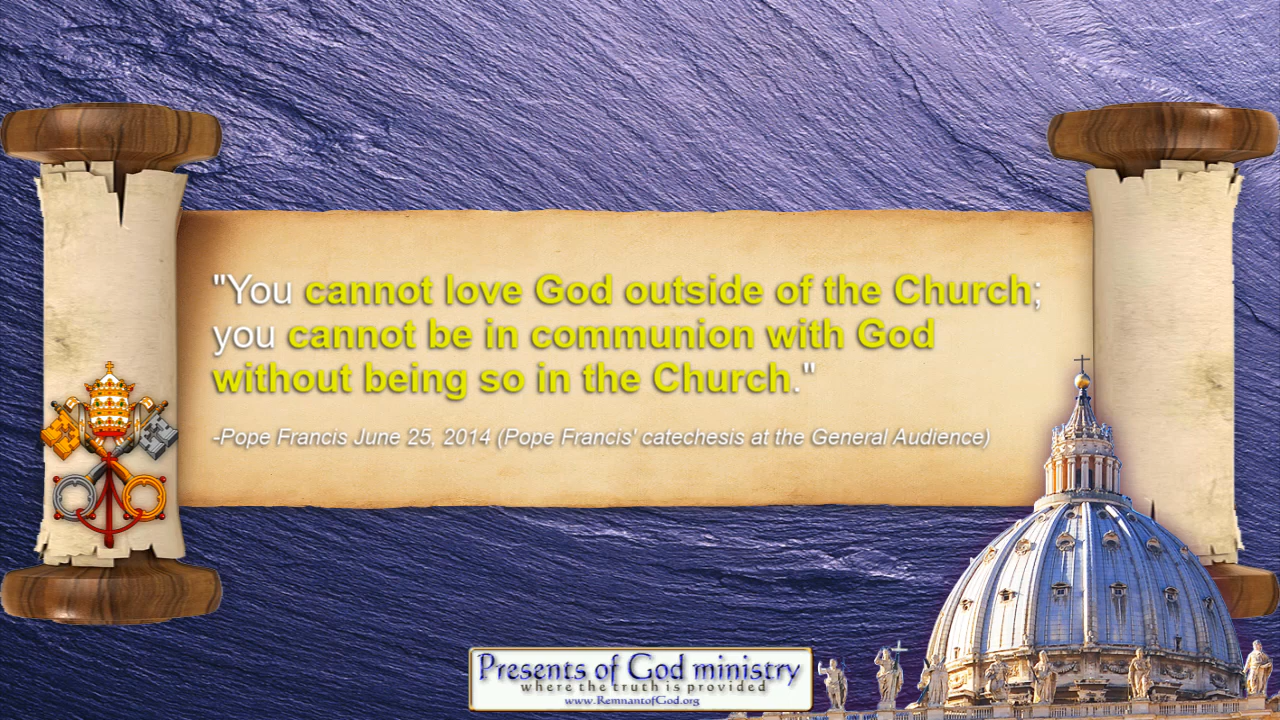 "You cannot love God outside of the Church;
you cannot be in communion with God
without being so in the Church."
-Pope Francis June 25, 2014 (Pope Francis' catechesis at the General Audience)
Presents of God ministry
where the truth is provided
www.RemnantofGod.org